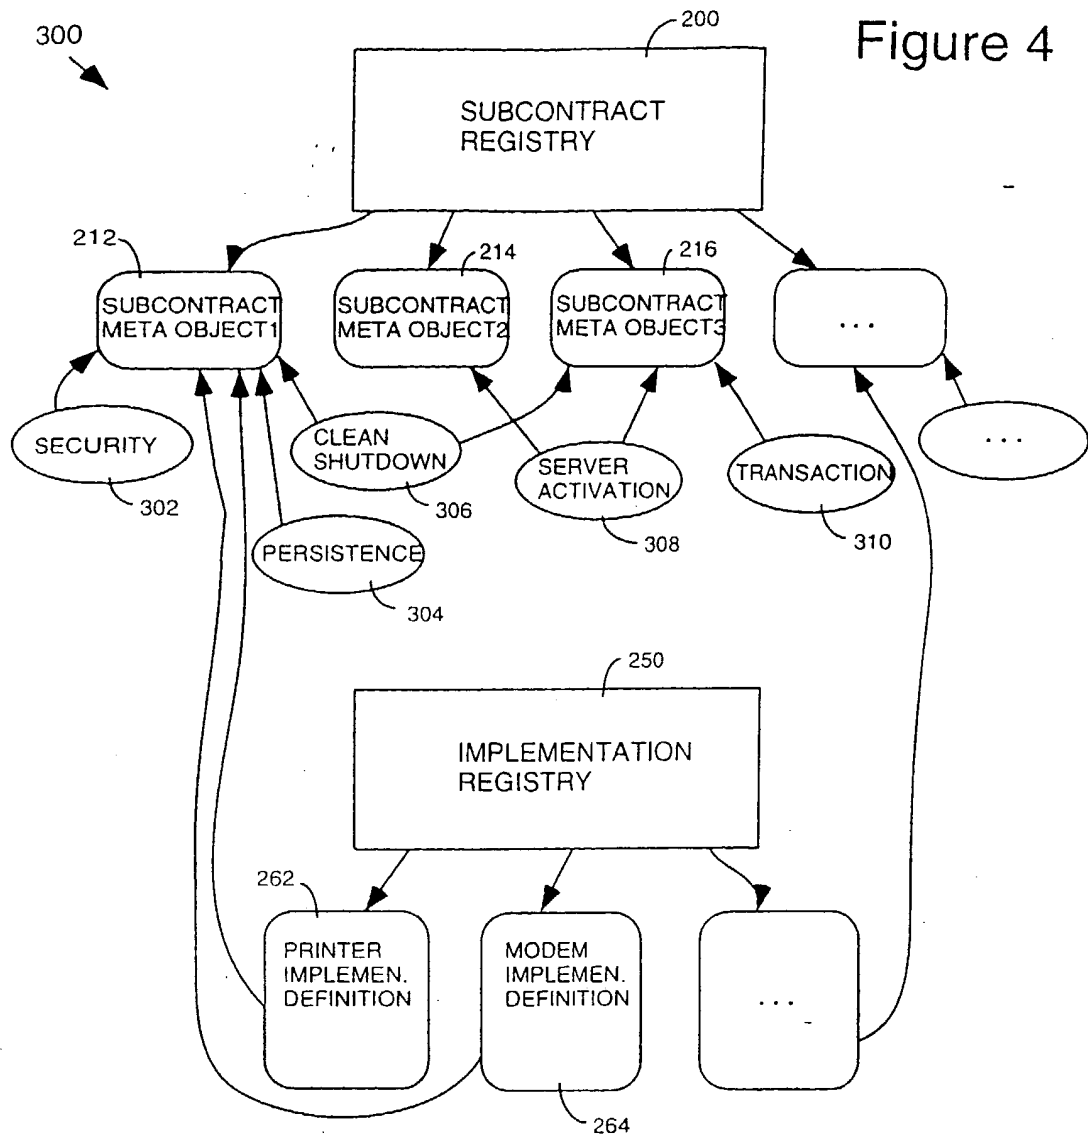 Figure 4
300
200
SUBCONTRACT
REGISTRY
212
214
216
SUBCONTRACT
META OBJECT1
SUBCONTRACT
META OBJECT2
SUBCONTRACT
META OBJECT3
...
SECURITY
302
CLEAN
SHUTDOWN
306
SERVER
ACTIVATION
308
TRANSACTION
310
...
PERSISTENCE
304
250
IMPLEMENTATION
REGISTRY
262
PRINTER
IMPLEMEN.
DEFINITION
MODEM
IMPLEMEN.
DEFINITION
264
...